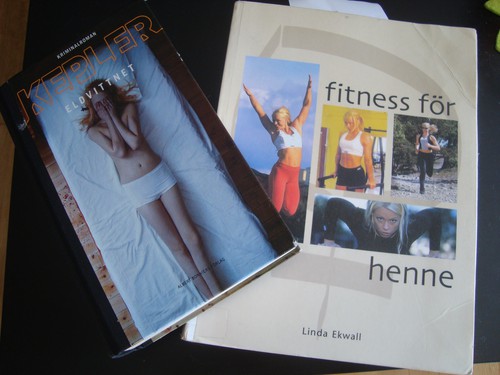 KRIMINALROMAN
KEPLER
ELDVITTNET
fitness för
henne
Linda Ekwall